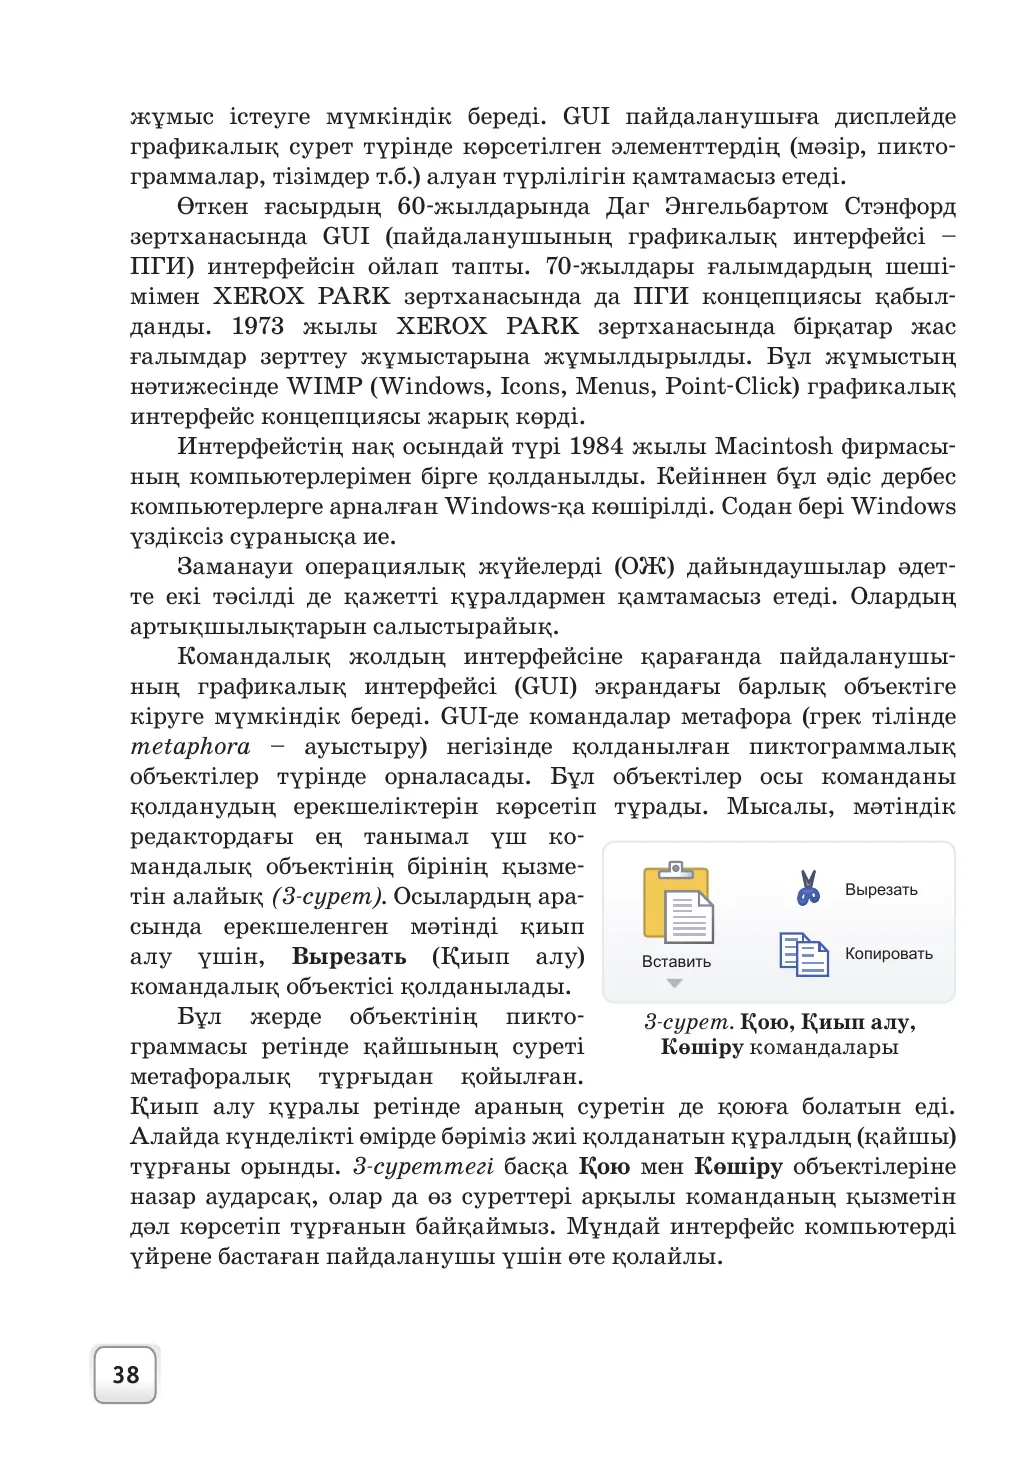 жұмыс істеуге мүмкіндік береді. GUI пайдаланушыға дисплейде
графикалық сурет түрінде көрсетілген элементтердің (мәзір, пикто-
граммалар, тізімдер т.б.) алуан түрлілігін қамтамасыз етеді.
Өткен ғасырдың 60-жылдарында Даг Энгельбартом Стэнфорд
зертханасында GUI (пайдаланушының графикалық интерфейсі –
ПГИ) интерфейсін ойлап тапты. 70-жылдары ғалымдардың шеші-
мімен XEROX PARK зертханасында да ПГИ концепциясы қабыл-
данды. 1973 жылы XEROX PARK зертханасында бірқатар жас
ғалымдар зерттеу жұмыстарына жұмылдырылды. Бұл жұмыстың
нәтижесінде WIMP (Windows, Icons, Menus, Point-Click) графикалық
интерфейс концепциясы жарық көрді.
Интерфейстің нақ осындай түрі 1984 жылы Macintosh фирмасы-
ның компьютерлерімен бірге қолданылды. Кейіннен бұл әдіс дербес
компьютерлерге арналған Windows-қа көшірілді. Содан бері Windows
үздіксіз сұранысқа ие.
Заманауи операциялық жүйелерді (ОЖ) дайындаушылар әдет-
те екі тәсілді де қажетті құралдармен қамтамасыз етеді. Олардың
артықшылықтарын салыстырайық.
Командалық жолдың интерфейсіне қарағанда пайдаланушы-
ның графикалық интерфейсі (GUI) экрандағы барлық объектіге
кіруге мүмкіндік береді. GUI-де командалар метафора (грек тілінде
metaphora – ауыстыру) негізінде қолданылған пиктограммалық
объектілер түрінде орналасады. Бұл объектілер осы команданы
қолданудың ерекшеліктерін көрсетіп тұрады. Мысалы, мәтіндік
редактордағы ең танымал үш ко-
мандалық объектінің бірінің қызме-
тін алайық (3-сурет). Осылардың ара-
сында ерекшеленген мәтінді қиып
алу үшін, Вырезать (Қиып алу)
командалық объектісі қолданылады.
Бұл жерде объектінің пикто-
граммасы ретінде қайшының суреті
метафоралық тұрғыдан қойылған.
Қиып алу құралы ретінде араның суретін де қоюға болатын еді.
Алайда күнделікті өмірде бәріміз жиі қолданатын құралдың (қайшы)
тұрғаны орынды. 3-суреттегі басқа Қою мен Көшіру объектілеріне
назар аударсақ, олар да өз суреттері арқылы команданың қызметін
дәл көрсетіп тұрғанын байқаймыз. Мұндай интерфейс компьютерді
үйрене бастаған пайдаланушы үшін өте қолайлы.
Вставить
Вырезать
Копировать
3-сурет. Қою, Қиып алу,
Көшіру командалары
38